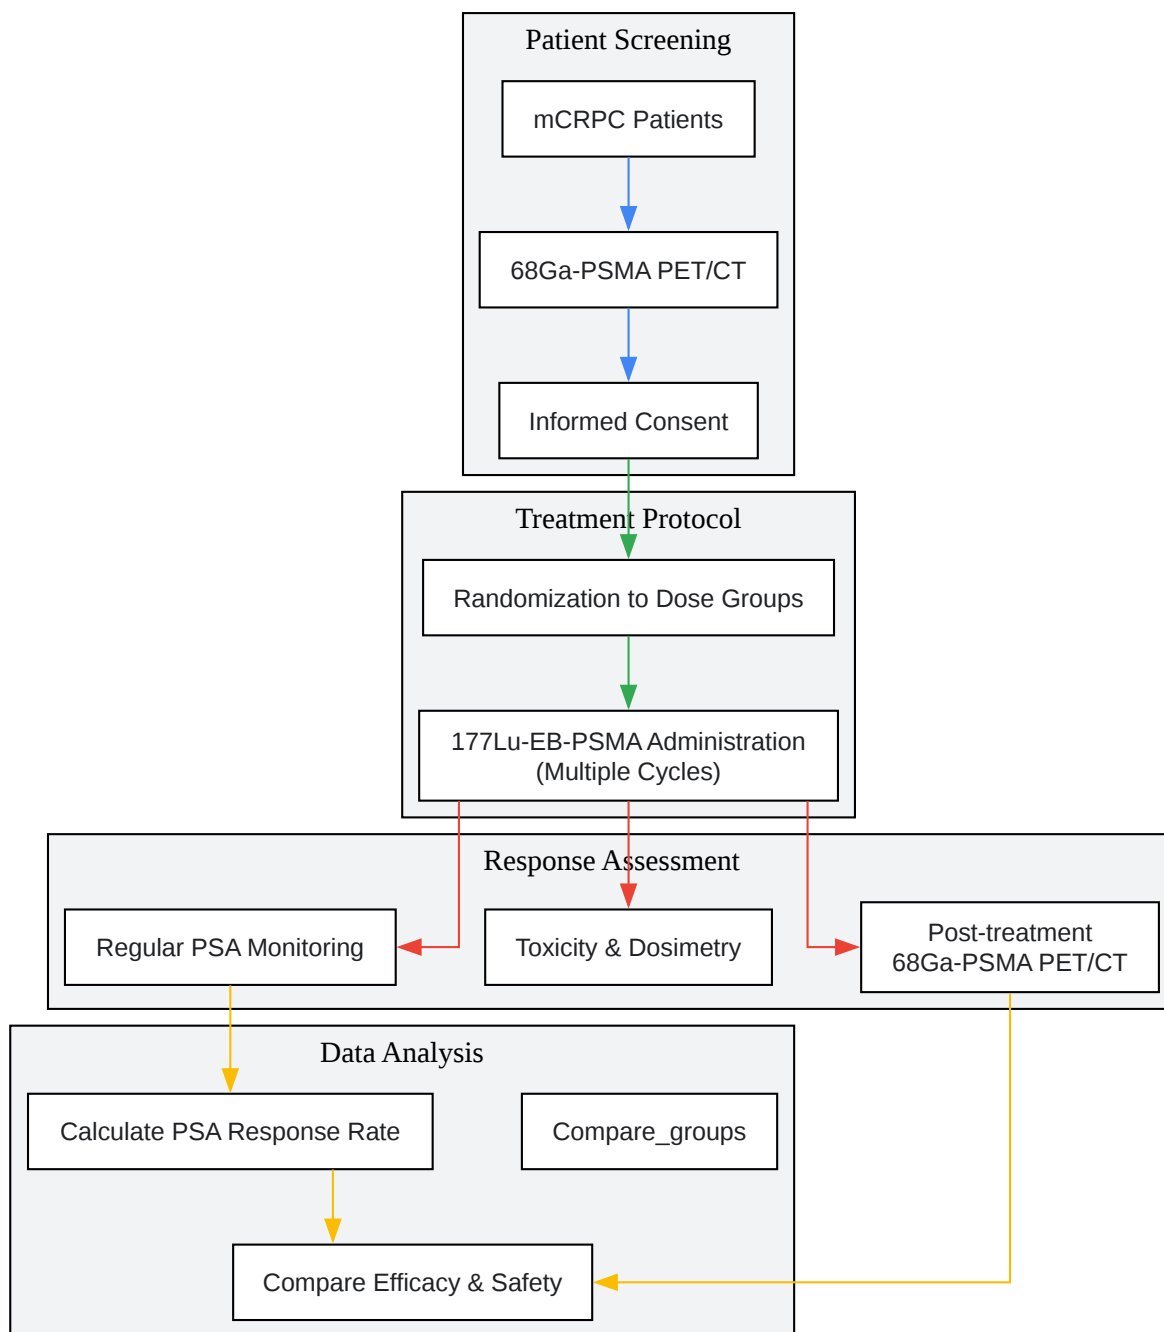 Patient Screening
mCRPC Patients
68Ga-PSMA PET/CT
Informed Consent
Treatment Protocol
Randomization to Dose Groups
177Lu-EB-PSMA Administration
(Multiple Cycles)
Response Assessment
Regular PSA Monitoring
Toxicity & Dosimetry
Post-treatment
68Ga-PSMA PET/CT
Data Analysis
Calculate PSA Response Rate
Compare_groups
Compare Efficacy & Safety